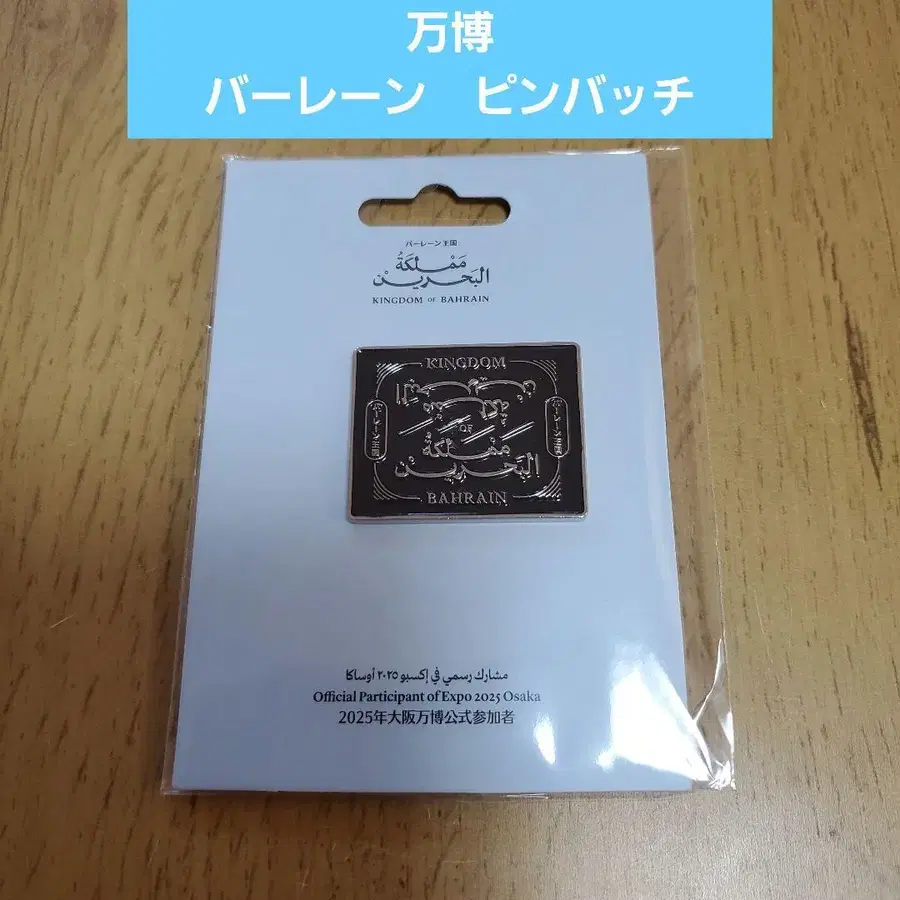 万博
バーレーン ピンバッチ
バーレーン王国
مَمْلَكَةُ
البَحْرَيْن
KINGDOM OF BAHRAIN
KINGDOM
OF
مَمْلَكَةُ
البَحْرَيْن
BAHRAIN
バーレーン王国
バーレーン王国
مشارك رسمي في إكسبو ٢٠٢٥ أوساكا
Official Participant of Expo 2025 Osaka
2025年大阪万博公式参加者